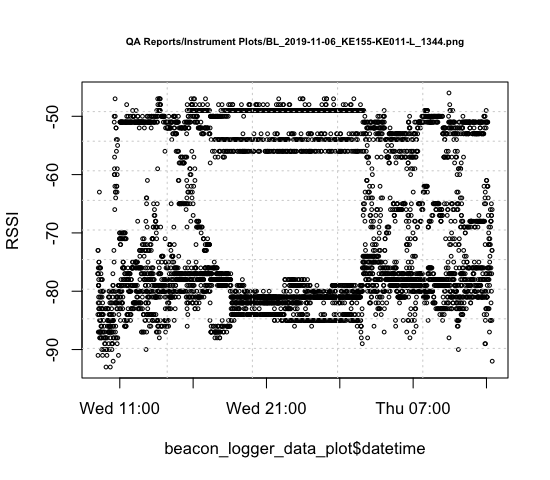 QA Reports/Instrument Plots/BL_2019-11-06_KE155-KE011-L_1344.png
-50
-60
-70
-80
-90
RSSI
Wed 11:00 Wed 21:00 Thu 07:00
beacon_logger_data_plot$datetime